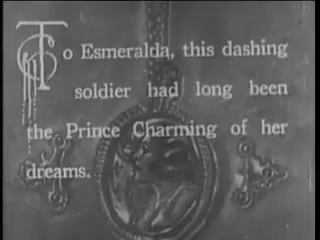 To Esmeralda, this dashing
soldier had long been
the Prince Charming of her
dreams.